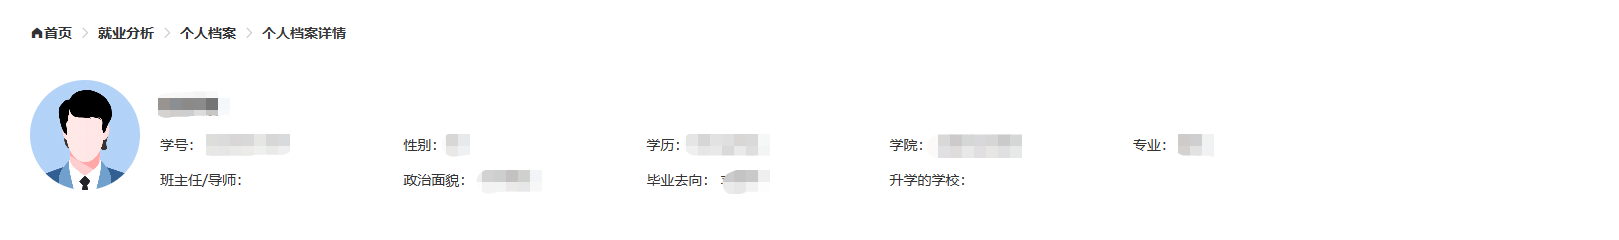 首页 > 就业分析 > 个人档案 > 个人档案详情
学号： 性别： 学历： 学院： 专业：
班主任/导师： 政治面貌： 毕业去向： 升学的学校：